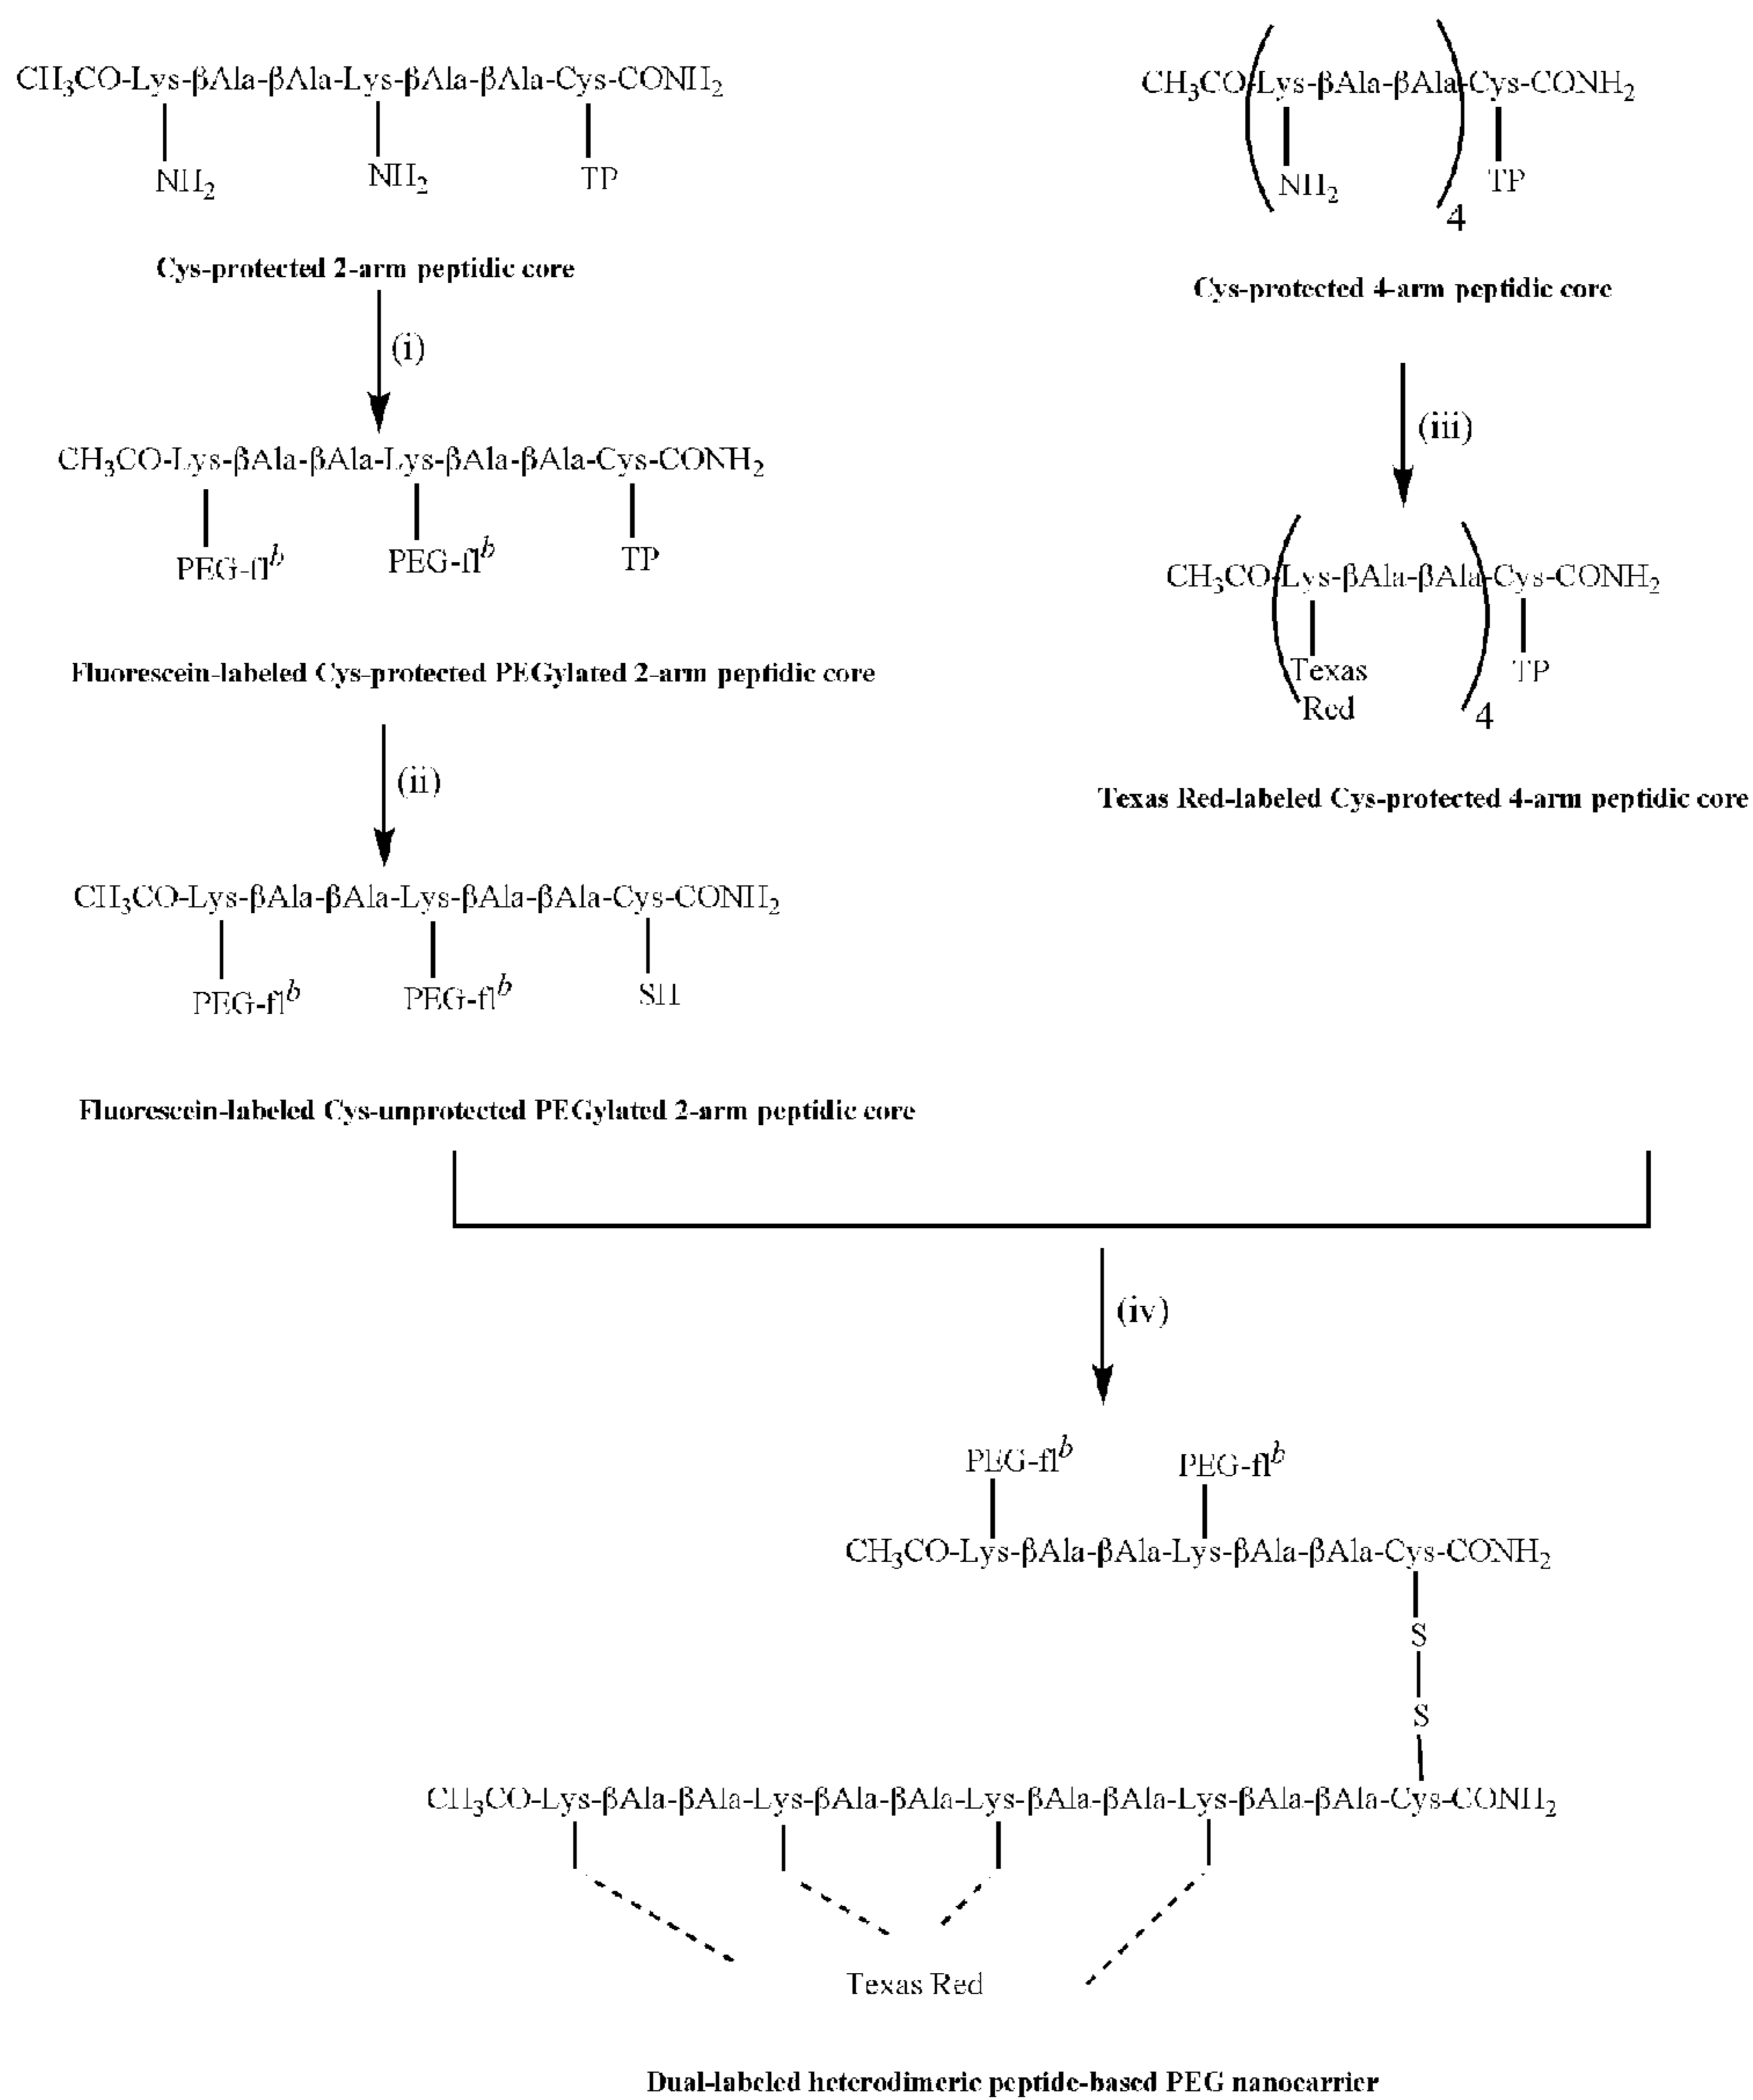 CH3CO-Lys-βAla-βAla-Lys-βAla-βAla-Cys-CONH2
NH2 NH2 TP
Cys-protected 2-arm peptidic core
(i)
CH3CO-Lys-βAla-βAla-Lys-βAla-βAla-Cys-CONH2
PEG-fl^b PEG-fl^b TP
Fluorescein-labeled Cys-protected PEGylated 2-arm peptidic core
(ii)
CH3CO-Lys-βAla-βAla-Lys-βAla-βAla-Cys-CONH2
PEG-fl^b PEG-fl^b SH
Fluorescein-labeled Cys-unprotected PEGylated 2-arm peptidic core
CH3CO(Lys-βAla-βAla)Cys-CONH2
NH2 TP
4
Cys-protected 4-arm peptidic core
(iii)
CH3CO(Lys-βAla-βAla)Cys-CONH2
Texas TP
Red
4
Texas Red-labeled Cys-protected 4-arm peptidic core
(iv)
PEG-fl^b PEG-fl^b
CH3CO-Lys-βAla-βAla-Lys-βAla-βAla-Cys-CONH2
S
S
CH3CO-Lys-βAla-βAla-Lys-βAla-βAla-Lys-βAla-βAla-Lys-βAla-βAla-Cys-CONH2
Texas Red
Dual-labeled heterodimeric peptide-based PEG nanocarrier